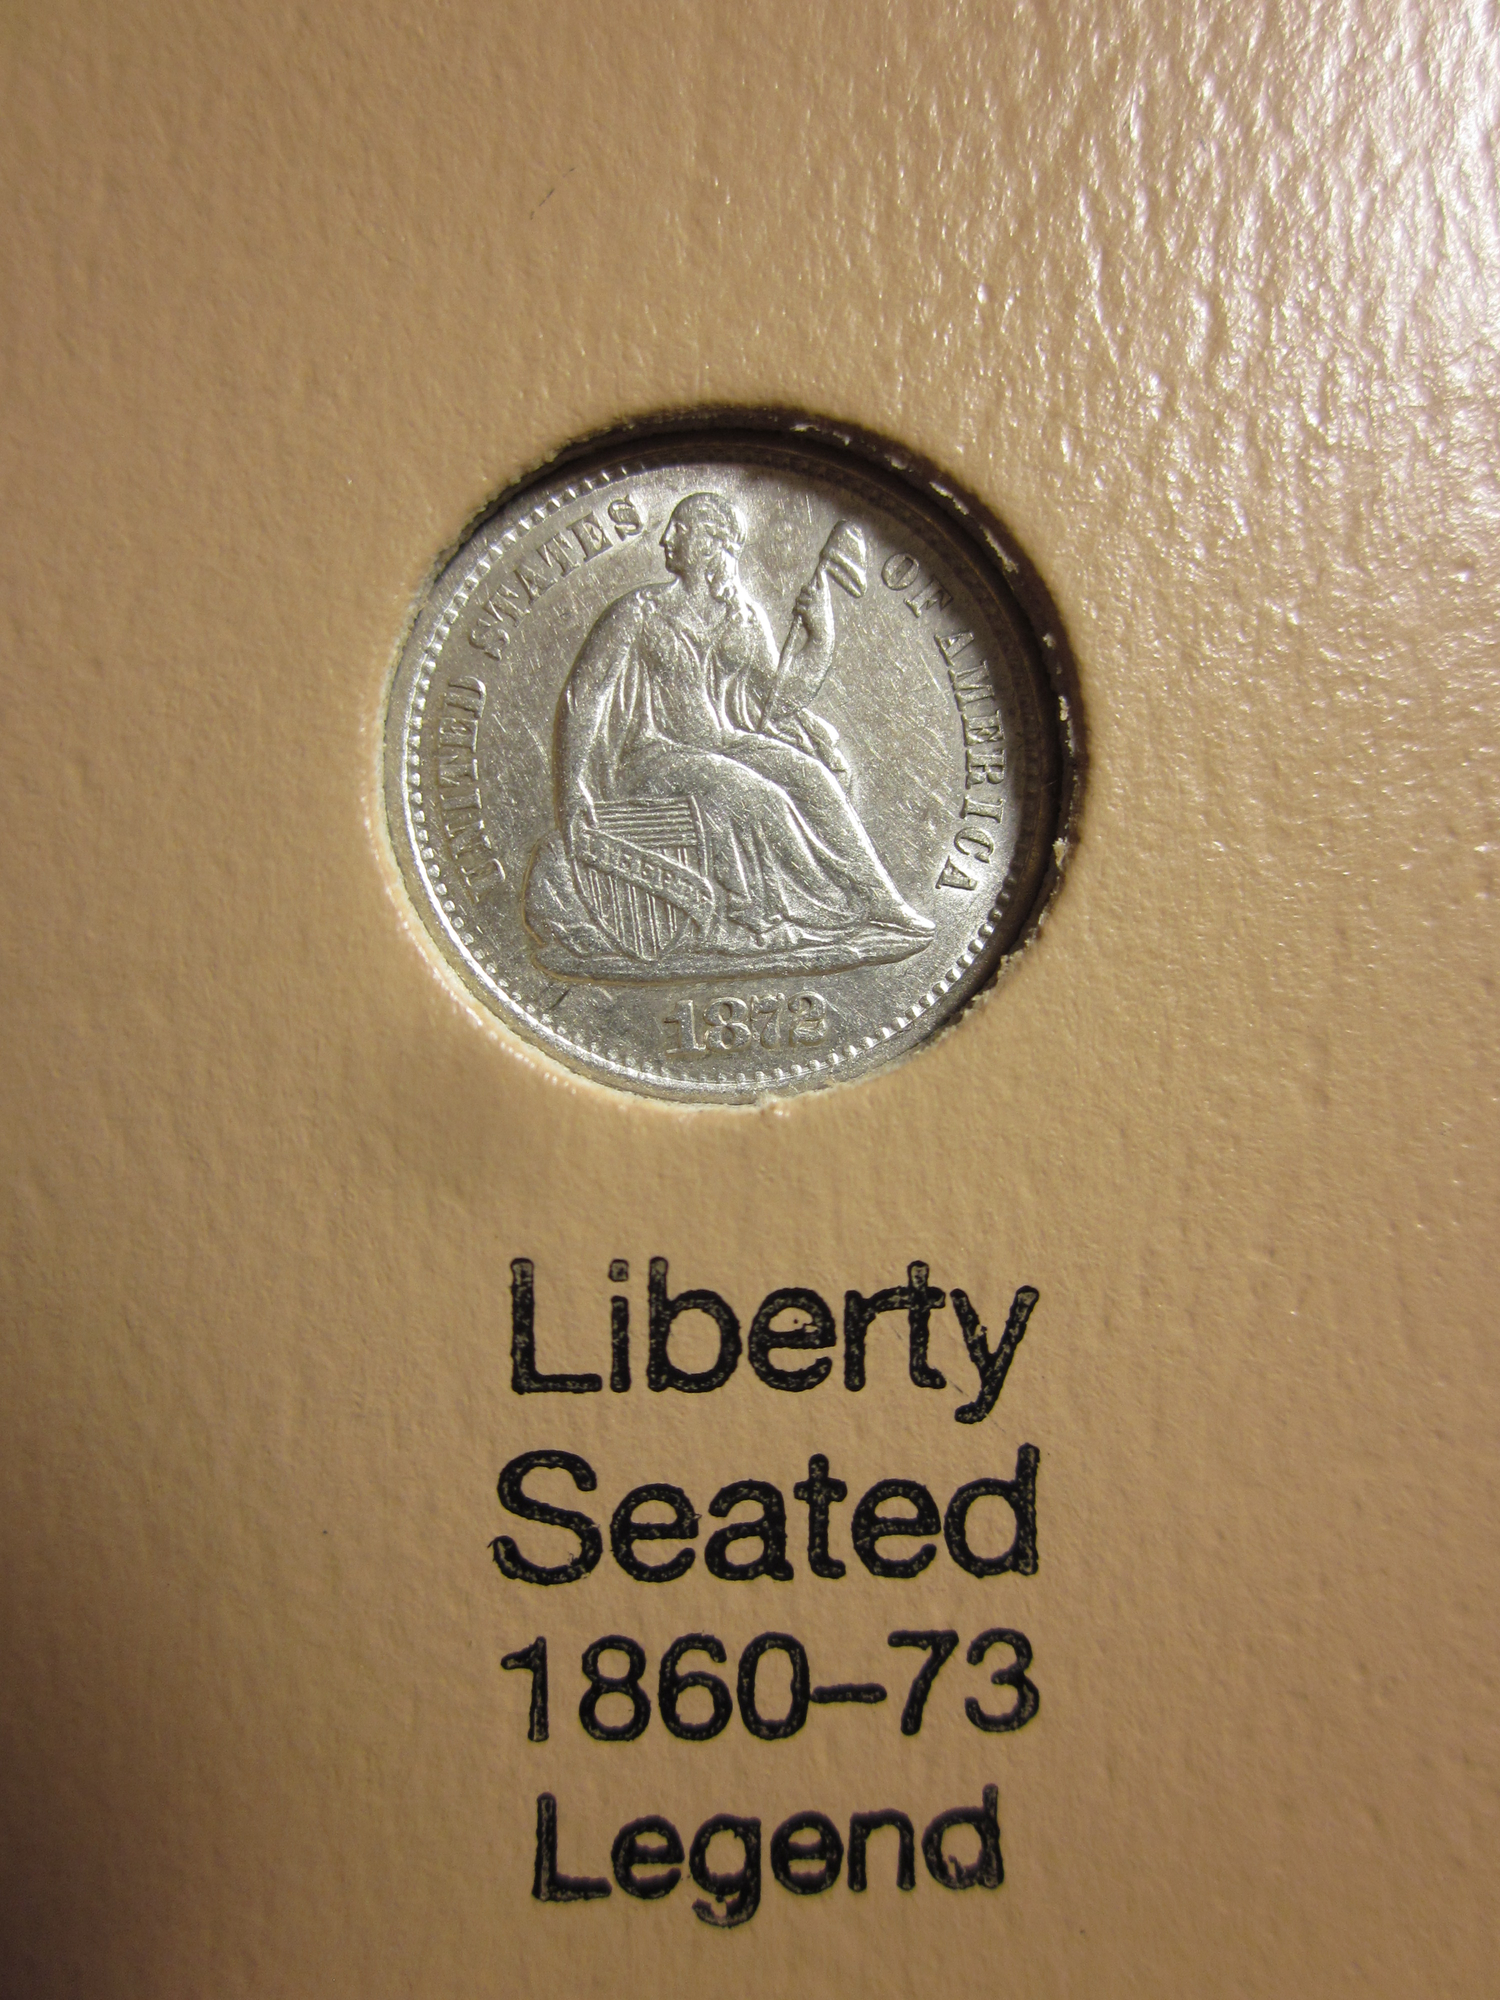 UNITED STATES OF AMERICA
LIBERTY
1872
Liberty
Seated
1860–73
Legend